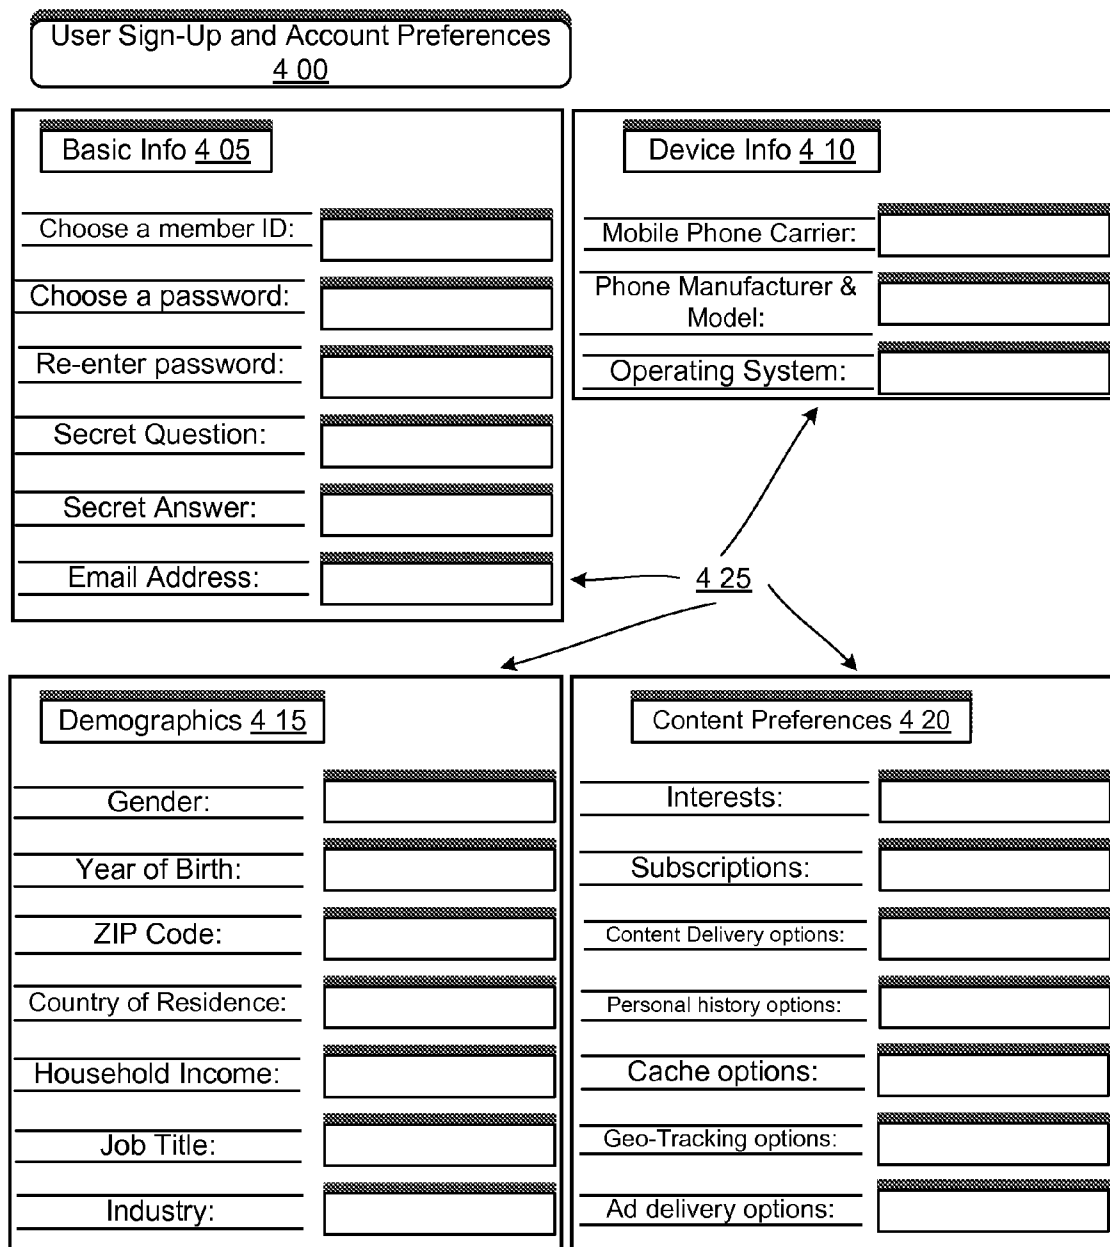 User Sign-Up and Account Preferences
4 00
Basic Info 4 05
Choose a member ID:
Choose a password:
Re-enter password:
Secret Question:
Secret Answer:
Email Address:
Device Info 4 10
Mobile Phone Carrier:
Phone Manufacturer &
Model:
Operating System:
4 25
Demographics 4 15
Gender:
Year of Birth:
ZIP Code:
Country of Residence:
Household Income:
Job Title:
Industry:
Content Preferences 4 20
Interests:
Subscriptions:
Content Delivery options:
Personal history options:
Cache options:
Geo-Tracking options:
Ad delivery options: